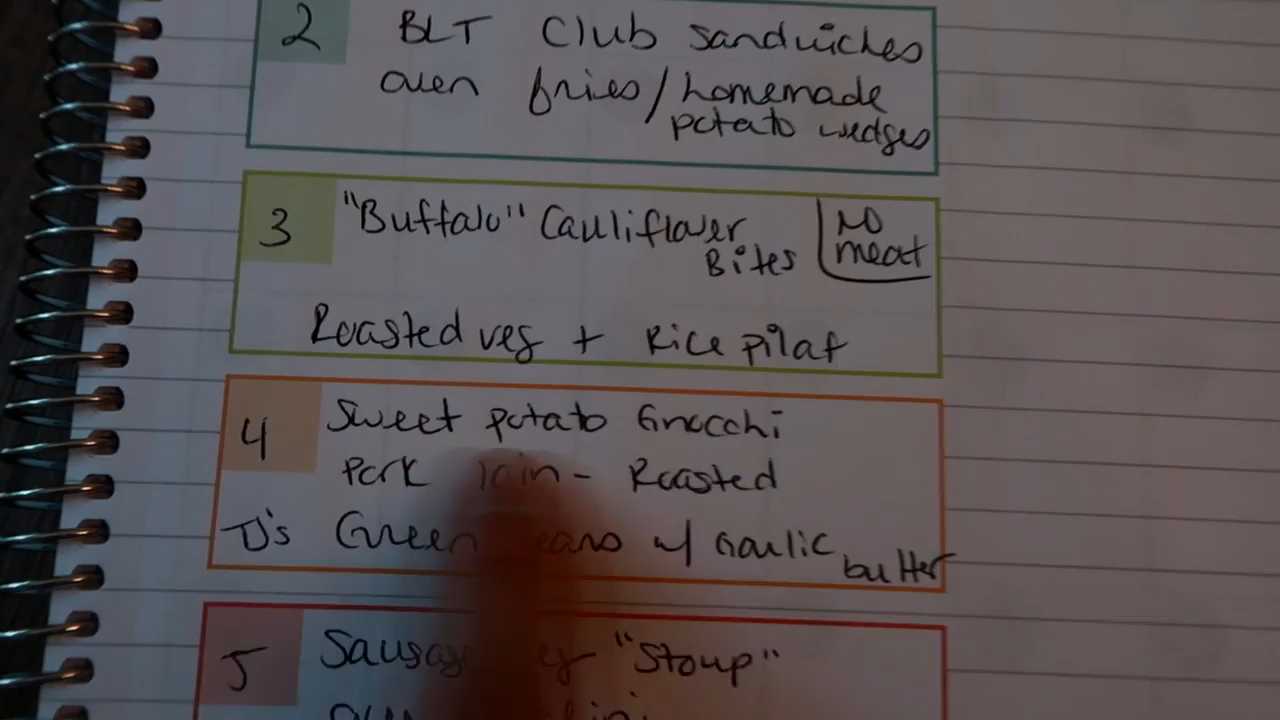 2 BLT Club sandwiches
oven fries/homemade
potato wedges
3 "Buffalo" Cauliflower
Bites
No
meat
Roasted veg + Rice pilaf
4 Sweet potato Gnocchi
Pork loin - Roasted
TJ's Green w/ Garlic
butter
5 "Stoup"